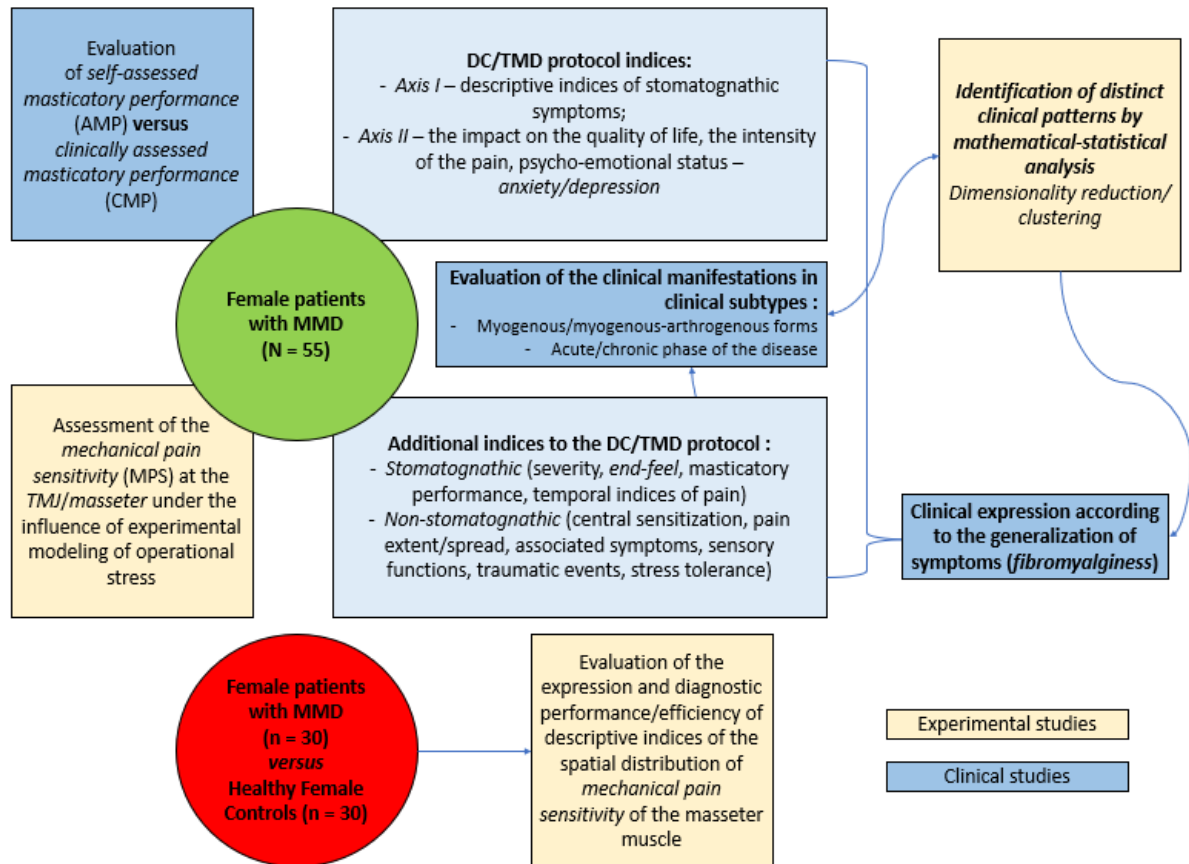 Evaluation
of self-assessed
masticatory performance
(AMP) versus
clinically assessed
masticatory performance
(CMP)
DC/TMD protocol indices:
- Axis I – descriptive indices of stomatognathic
symptoms;
- Axis II – the impact on the quality of life, the intensity
of the pain, psycho-emotional status –
anxiety/depression
Identification of distinct
clinical patterns by
mathematical-statistical
analysis
Dimensionality reduction/
clustering
Female patients
with MMD
(N = 55)
Evaluation of the clinical manifestations in
clinical subtypes :
- Myogenous/myogenous-arthrogenous forms
- Acute/chronic phase of the disease
Assessment of the
mechanical pain
sensitivity (MPS) at the
TMJ/masseter under the
influence of experimental
modeling of operational
stress
Additional indices to the DC/TMD protocol :
- Stomatognathic (severity, end-feel, masticatory
performance, temporal indices of pain)
- Non-stomatognathic (central sensitization, pain
extent/spread, associated symptoms, sensory
functions, traumatic events, stress tolerance)
Clinical expression according
to the generalization of
symptoms (fibromyalginess)
Female patients
with MMD
(n = 30)
versus
Healthy Female
Controls (n = 30)
Evaluation of the
expression and diagnostic
performance/efficiency of
descriptive indices of the
spatial distribution of
mechanical pain
sensitivity of the masseter
muscle
Experimental studies
Clinical studies